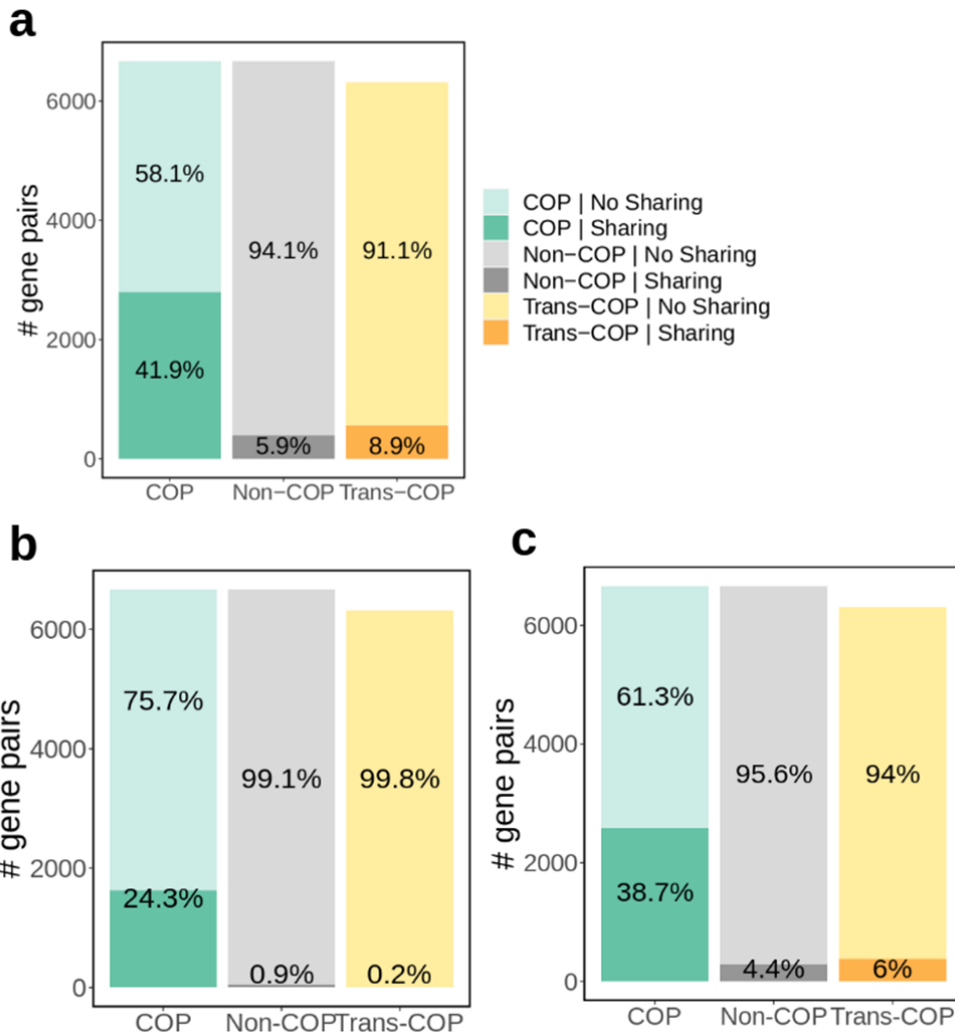 a
# gene pairs
6000
4000
2000
0
58.1%
41.9%
94.1%
5.9%
91.1%
8.9%
COP
Non−COP
Trans−COP
COP | No Sharing
COP | Sharing
Non−COP | No Sharing
Non−COP | Sharing
Trans−COP | No Sharing
Trans−COP | Sharing
b
# gene pairs
6000
4000
2000
0
75.7%
24.3%
99.1%
0.9%
99.8%
0.2%
COP
Non-COP
Trans-COP
c
# gene pairs
6000
4000
2000
0
61.3%
38.7%
95.6%
4.4%
94%
6%
COP
Non-COP
Trans-COP